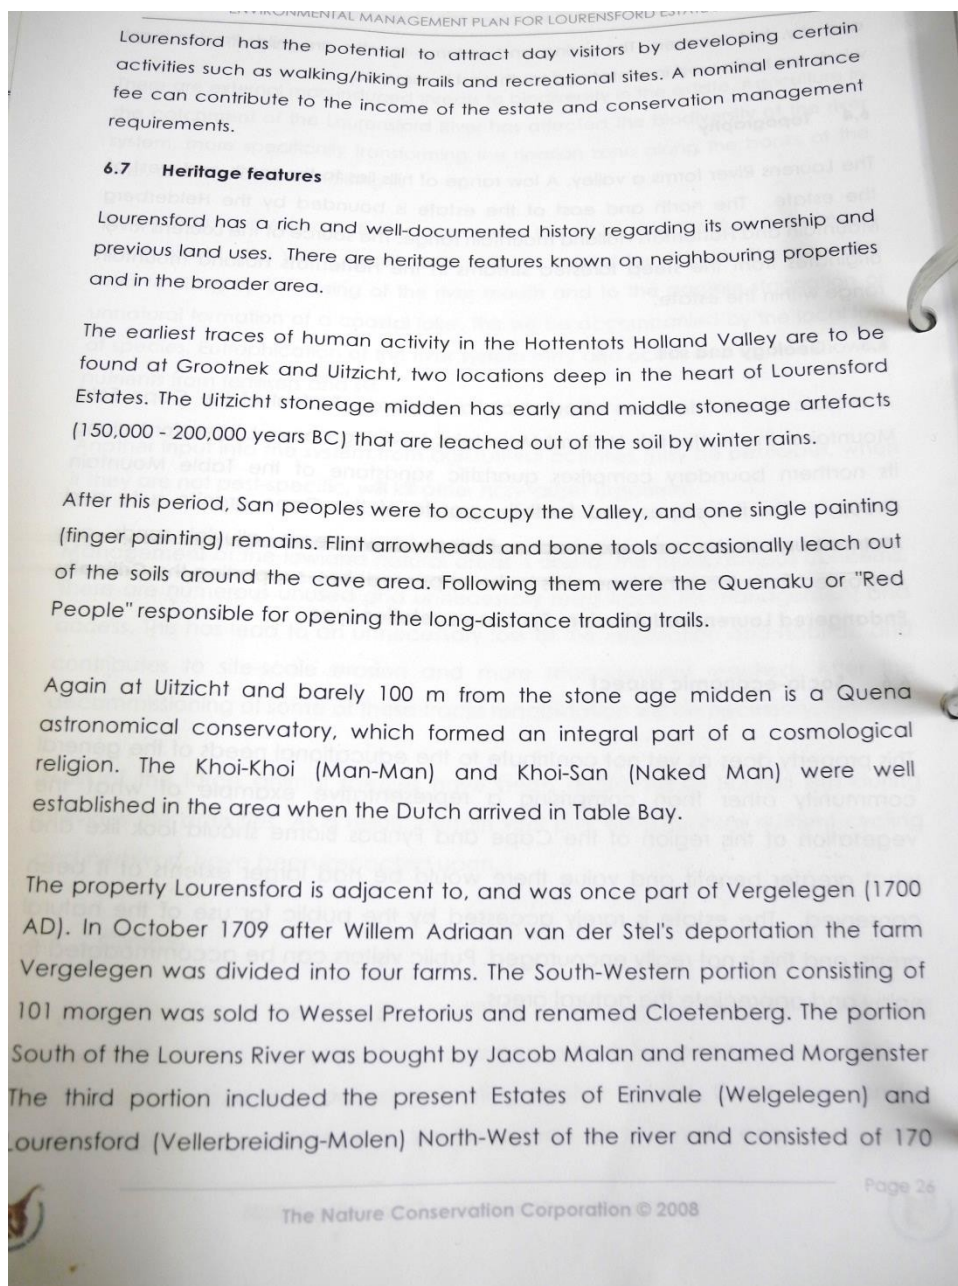 ENVIRONMENTAL MANAGEMENT PLAN FOR LOURENSFORD
Lourensford has the potential to attract day visitors by developing certain
activities such as walking/hiking trails and recreational sites. A nominal entrance
fee can contribute to the income of the estate and conservation management
requirements.
6.7 Heritage features
Lourensford has a rich and well-documented history regarding its ownership and
previous land uses. There are heritage features known on neighbouring properties
and in the broader area.
The earliest traces of human activity in the Hottentots Holland Valley are to be
found at Grootnek and Uitzicht, two locations deep in the heart of Lourensford
Estates. The Uitzicht stoneage midden has early and middle stoneage artefacts
(150,000 - 200,000 years BC) that are leached out of the soil by winter rains.
After this period, San peoples were to occupy the Valley, and one single painting
(finger painting) remains. Flint arrowheads and bone tools occasionally leach out
of the soils around the cave area. Following them were the Quenaku or "Red
People" responsible for opening the long-distance trading trails.
Again at Uitzicht and barely 100 m from the stone age midden is a Quena
astronomical conservatory, which formed an integral part of a cosmological
religion. The Khoi-Khoi (Man-Man) and Khoi-San (Naked Man) were well
established in the area when the Dutch arrived in Table Bay.
The property Lourensford is adjacent to, and was once part of Vergelegen (1700
AD). In October 1709 after Willem Adriaan van der Stel's deportation the farm
Vergelegen was divided into four farms. The South-Western portion consisting of
101 morgen was sold to Wessel Pretorius and renamed Cloetenberg. The portion
South of the Lourens River was bought by Jacob Malan and renamed Morgenster
The third portion included the present Estates of Erinvale (Welgelegen) and
Lourensford (Vellerbreiding-Molen) North-West of the river and consisted of 170
Page 26
The Nature Conservation Corporation © 2008